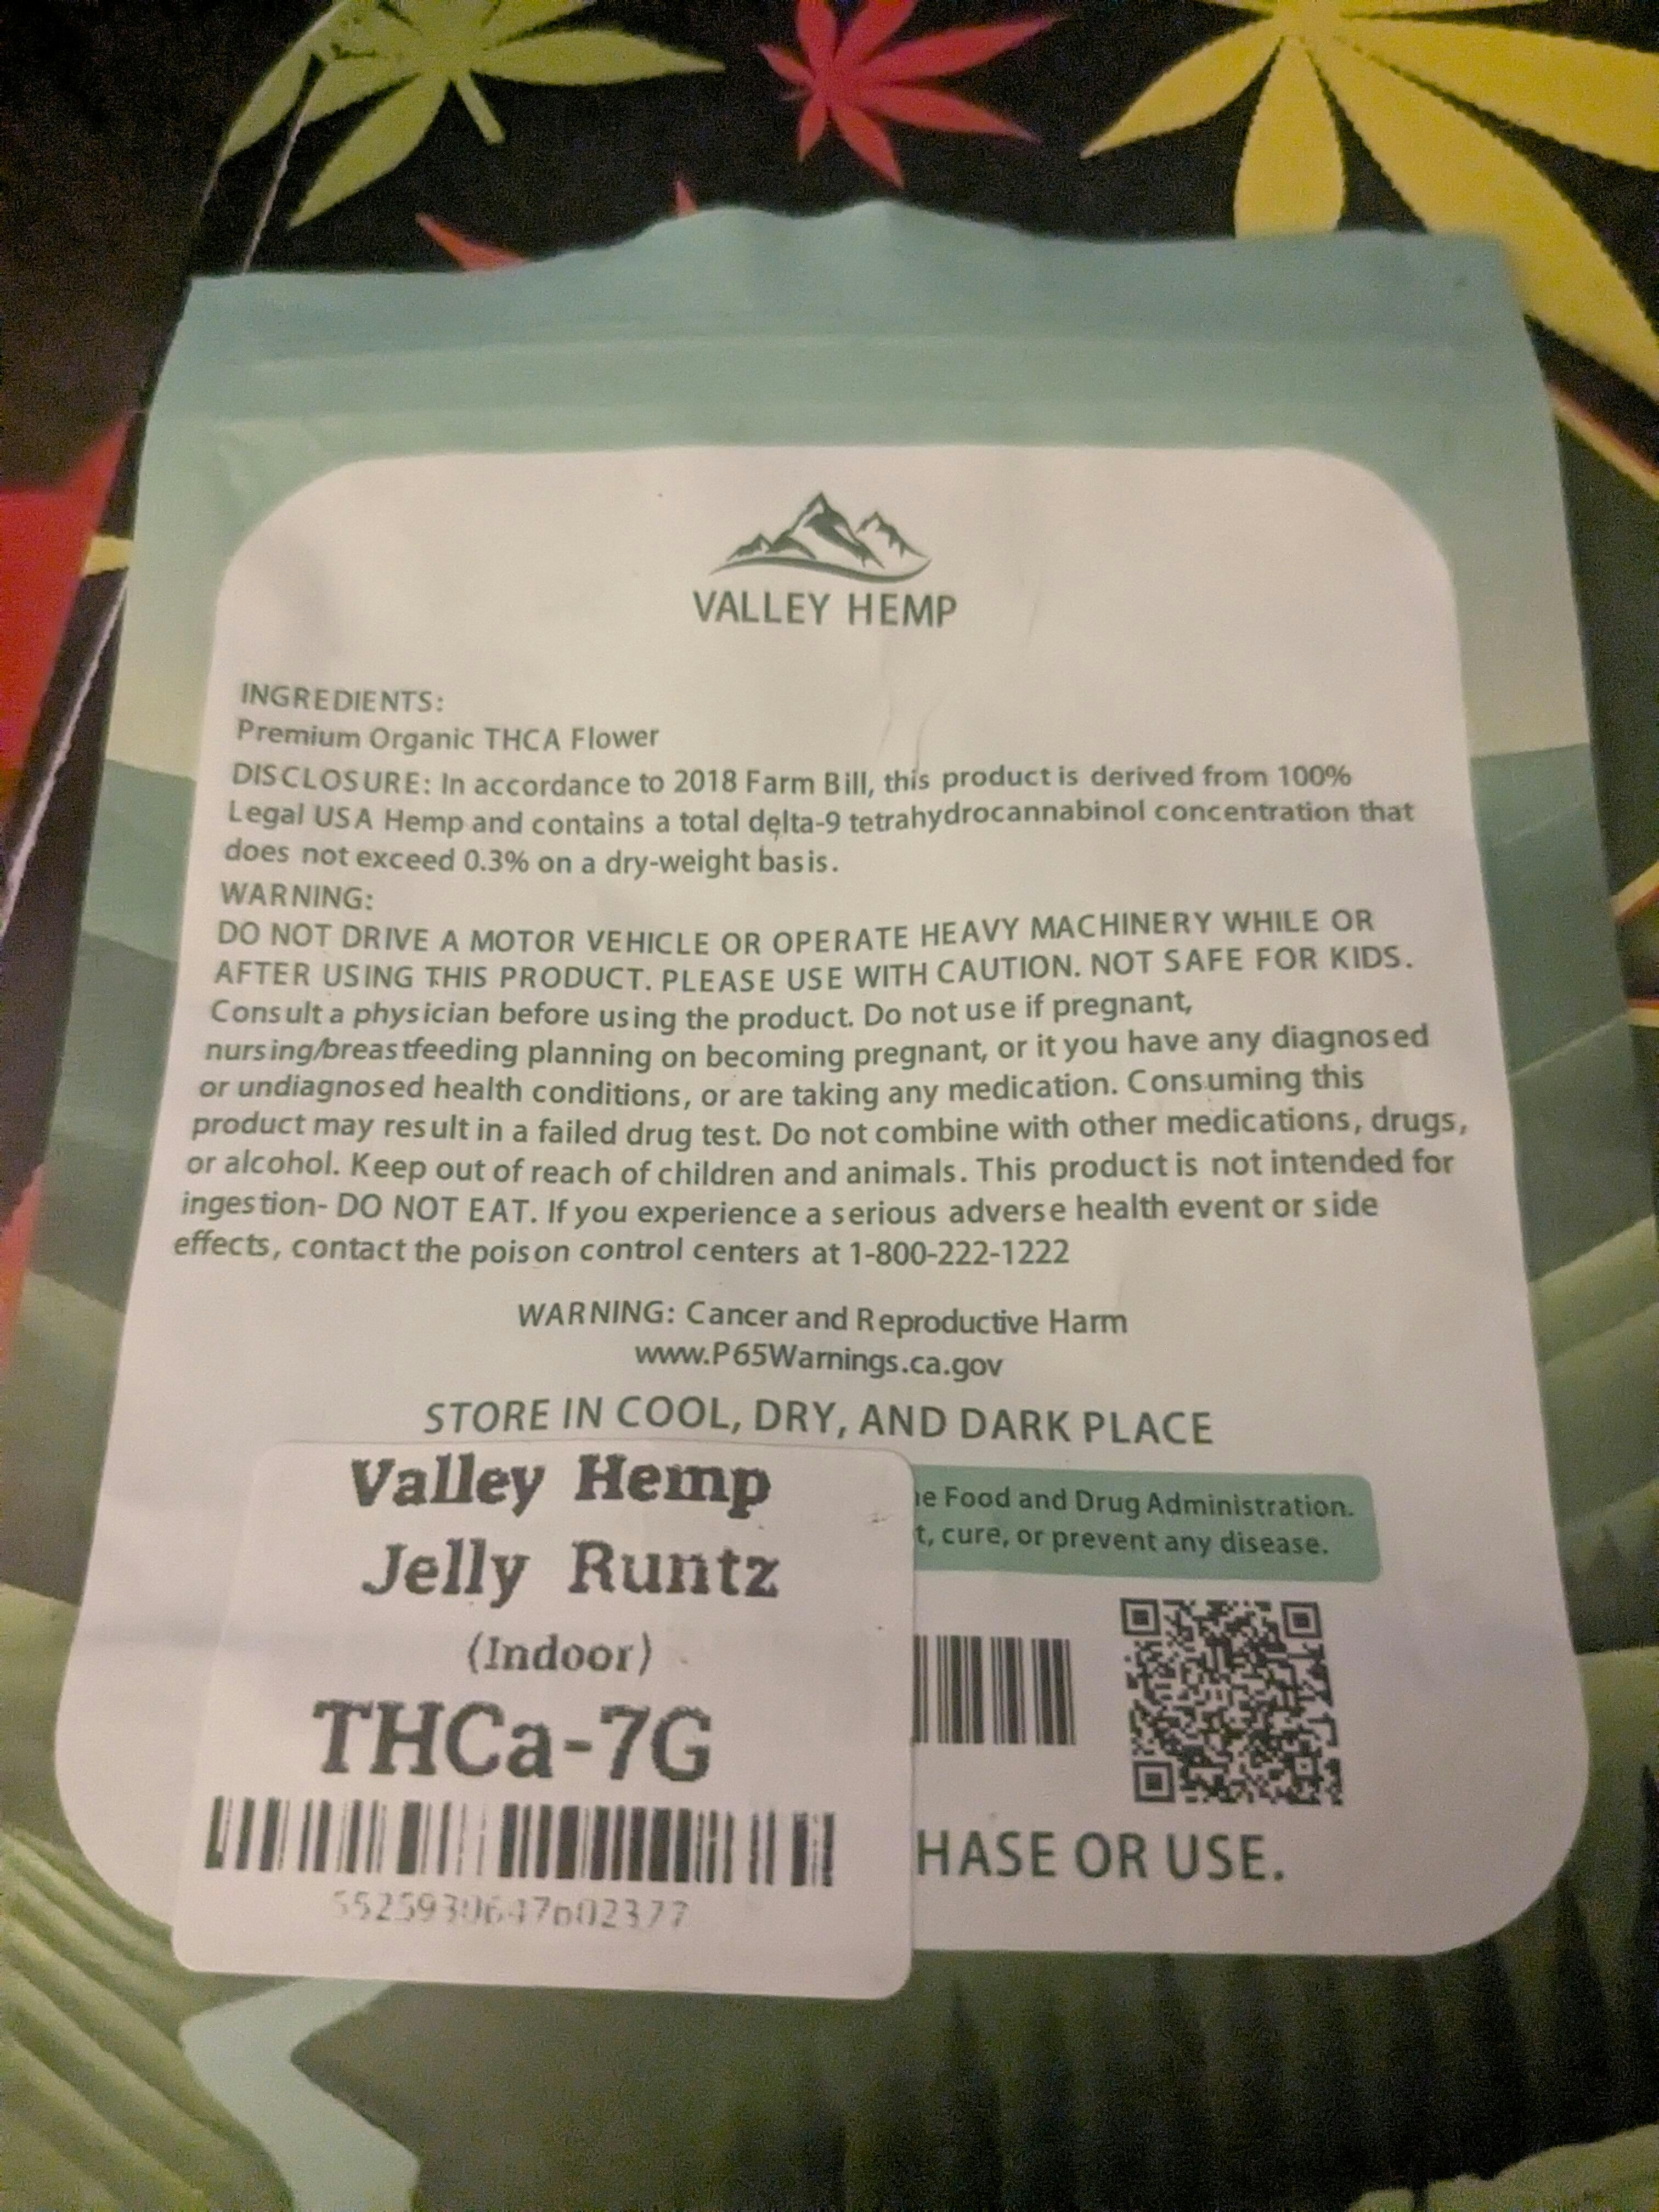 VALLEY HEMP
INGREDIENTS:
Premium Organic THCA Flower
DISCLOSURE: In accordance to 2018 Farm Bill, this product is derived from 100%
Legal USA Hemp and contains a total delta-9 tetrahydrocannabinol concentration that
does not exceed 0.3% on a dry-weight basis.
WARNING:
DO NOT DRIVE A MOTOR VEHICLE OR OPERATE HEAVY MACHINERY WHILE OR
AFTER USING THIS PRODUCT. PLEASE USE WITH CAUTION. NOT SAFE FOR KIDS.
Consult a physician before using the product. Do not use if pregnant,
nursing/breastfeeding planning on becoming pregnant, or it you have any diagnosed
or undiagnosed health conditions, or are taking any medication. Consuming this
product may result in a failed drug test. Do not combine with other medications, drugs,
or alcohol. Keep out of reach of children and animals. This product is not intended for
ingestion- DO NOT EAT. If you experience a serious adverse health event or side
effects, contact the poison control centers at 1-800-222-1222
WARNING: Cancer and Reproductive Harm
www.P65Warnings.ca.gov
STORE IN COOL, DRY, AND DARK PLACE
Food and Drug Administration.
cure, or prevent any disease.
HASE OR USE.
Valley Hemp
Jelly Runtz
(Indoor)
THCa-7G